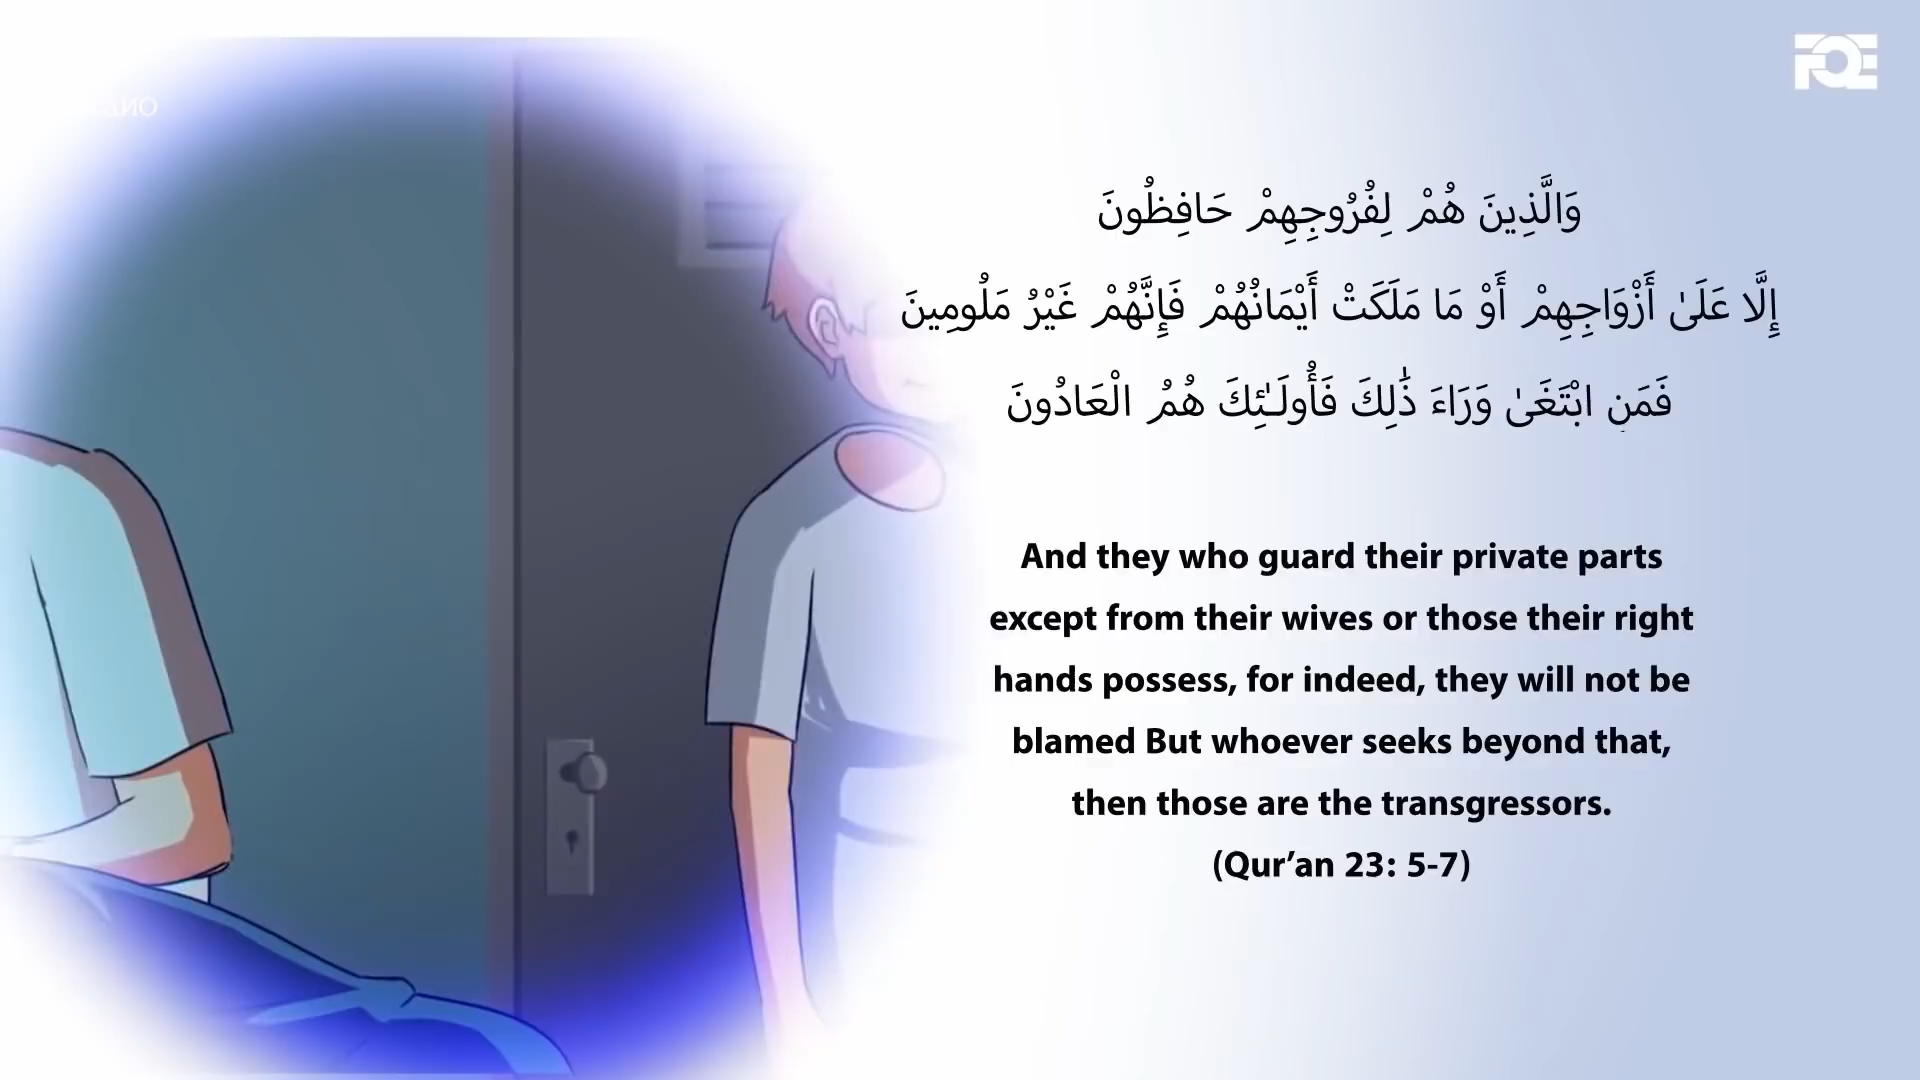 FQE
وَالَّذِينَ هُمْ لِفُرُوجِهِمْ حَافِظُونَ
إِلَّا عَلَىٰ أَزْوَاجِهِمْ أَوْ مَا مَلَكَتْ أَيْمَانُهُمْ فَإِنَّهُمْ غَيْرُ مَلُومِينَ
فَمَنِ ابْتَغَىٰ وَرَاءَ ذَٰلِكَ فَأُولَـٰئِكَ هُمُ الْعَادُونَ
And they who guard their private parts
except from their wives or those their right
hands possess, for indeed, they will not be
blamed But whoever seeks beyond that,
then those are the transgressors.
(Qur’an 23: 5-7)